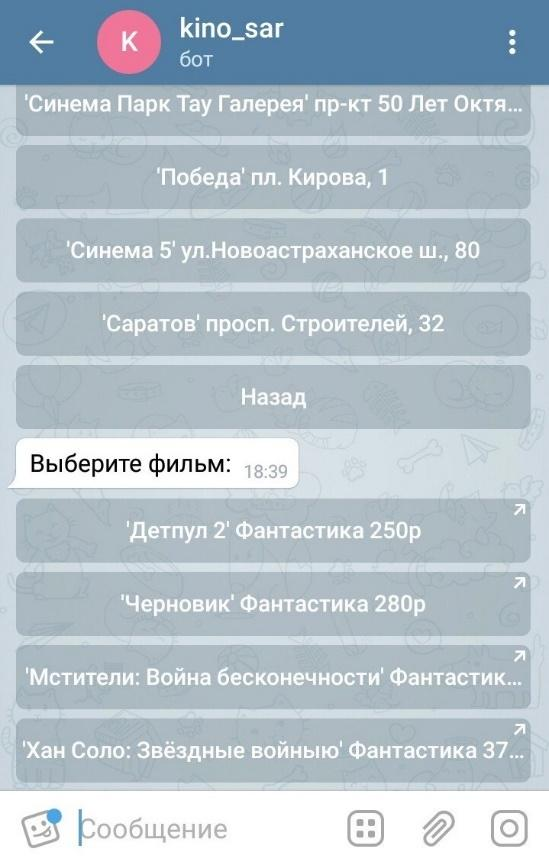 kino_sar
K
бот
'Синема Парк Тау Галерея' пр-кт 50 Лет Октя...
'Победа' пл. Кирова, 1
'Синема 5' ул.Новоастраханское ш., 80
'Саратов' просп. Строителей, 32
Назад
Выберите фильм: 18:39
'Детпул 2' Фантастика 250р
'Черновик' Фантастика 280р
'Мстители: Война бесконечности' Фантастик...
'Хан Соло: Звёздные войныю' Фантастика 37...
Сообщение